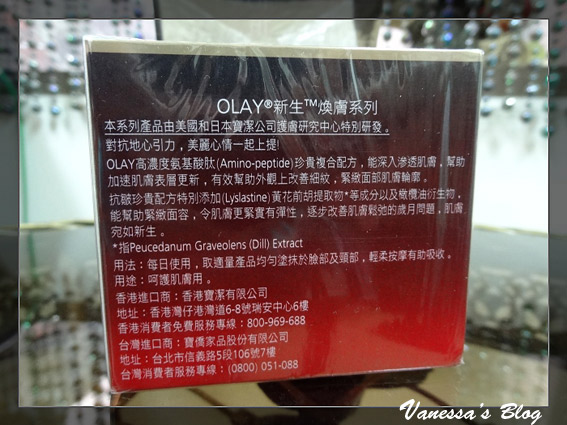 OLAY®新生™煥膚系列
本系列產品由美國和日本寶潔公司護膚研究中心特別研發。
對抗地心引力，美麗心情一起上提!
OLAY高濃度氨基酸肽(Amino-peptide)珍貴複合配方，能深入滲透肌膚，幫助
加速肌膚表層更新，有效幫助外觀上改善細紋，緊緻面部肌膚輪廓。
抗皺珍貴配方特別添加(Lyslastine)黃花前胡提取物*等成分以及橄欖油衍生物，
能幫助緊緻面容，令肌膚更緊實有彈性，逐步改善肌膚鬆弛的歲月問題，肌膚
宛如新生。
*指Peucedanum Graveolens (Dill) Extract
用法：每日使用，取適量產品均勻塗抹於臉部及頸部，輕柔按摩有助吸收。
用途：呵護肌膚用。
香港進口商：香港寶潔有限公司
地址：香港灣仔港灣道6-8號瑞安中心6樓
香港消費者免費服務專線：800-969-688
台灣進口商：寶僑家品股份有限公司
地址：台北市信義路5段106號7樓
台灣消費者服務專線：(0800) 051-088
Vanessa's Blog